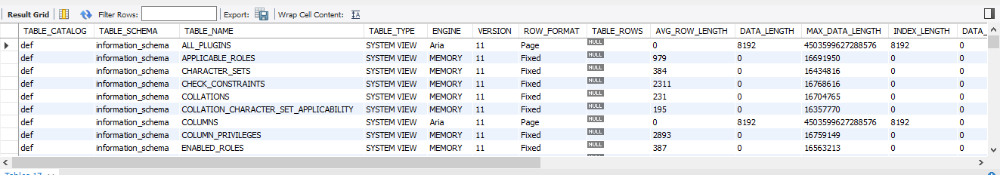 Result Grid Filter Rows: Export: Wrap Cell Content: IA
TABLE_CATALOG TABLE_SCHEMA TABLE_NAME TABLE_TYPE ENGINE VERSION ROW_FORMAT TABLE_ROWS AVG_ROW_LENGTH DATA_LENGTH MAX_DATA_LENGTH INDEX_LENGTH DATA_
def information_schema ALL_PLUGINS SYSTEM VIEW Aria 11 Page NULL 0 8192 4503599627288576 8192 0
def information_schema APPLICABLE_ROLES SYSTEM VIEW MEMORY 11 Fixed NULL 979 0 16691950 0 0
def information_schema CHARACTER_SETS SYSTEM VIEW MEMORY 11 Fixed NULL 384 0 16434816 0 0
def information_schema CHECK_CONSTRAINTS SYSTEM VIEW MEMORY 11 Fixed NULL 2311 0 16768616 0 0
def information_schema COLLATIONS SYSTEM VIEW MEMORY 11 Fixed NULL 231 0 16704765 0 0
def information_schema COLLATION_CHARACTER_SET_APPLICABILITY SYSTEM VIEW MEMORY 11 Fixed NULL 195 0 16357770 0 0
def information_schema COLUMNS SYSTEM VIEW Aria 11 Page NULL 0 8192 4503599627288576 8192 0
def information_schema COLUMN_PRIVILEGES SYSTEM VIEW MEMORY 11 Fixed NULL 2893 0 16759149 0 0
def information_schema ENABLED_ROLES SYSTEM VIEW MEMORY 11 Fixed NULL 387 0 16563213 0 0